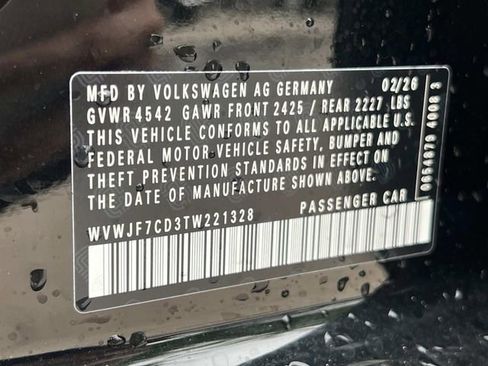 MFD BY VOLKSWAGEN AG GERMANY 02/26
GVWR 4542 GAWR FRONT 2425 / REAR 2227 LBS
THIS VEHICLE CONFORMS TO ALL APPLICABLE U.S.
FEDERAL MOTOR VEHICLE SAFETY, BUMPER AND
THEFT PREVENTION STANDARDS IN EFFECT ON
THE DATE OF MANUFACTURE SHOWN ABOVE.
WVWJF7CD3TW221328 PASSENGER CAR